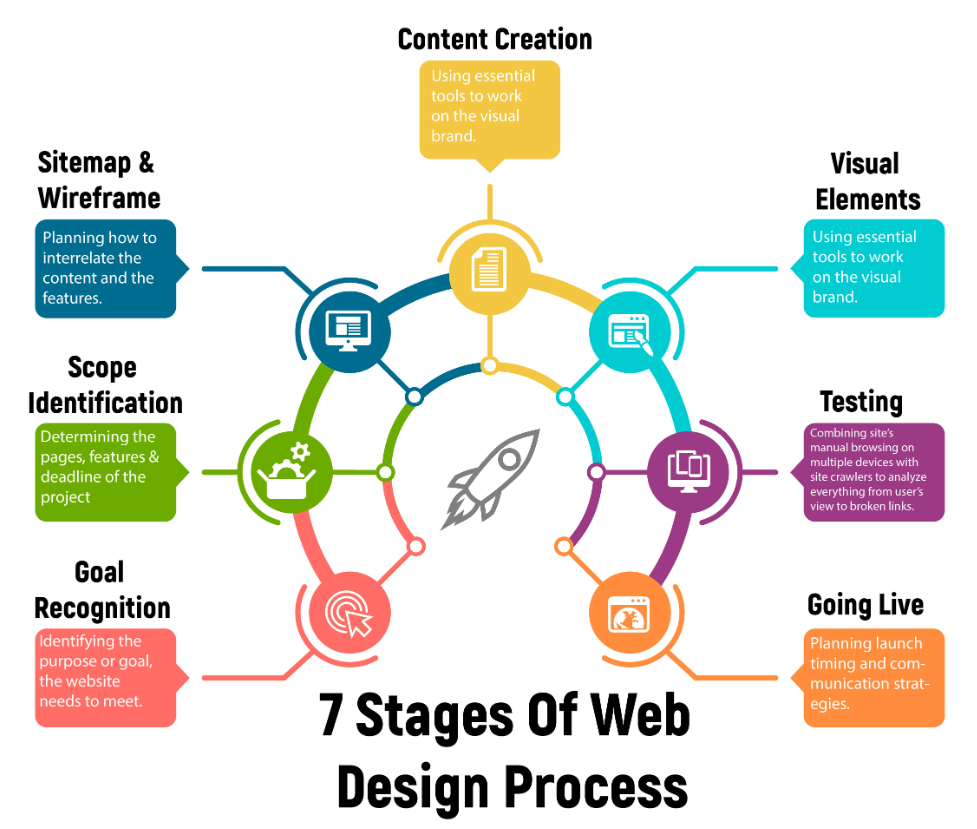 Content Creation
Using essential
tools to work
on the visual
brand.
Sitemap &
Wireframe
Planning how to
interrelate the
content and the
features.
Visual
Elements
Using essential
tools to work
on the visual
brand.
Scope
Identification
Determining the
pages, features &
deadline of the
project
Testing
Combining site's
manual browsing on
multiple devices with
site crawlers to analyze
everything from user's
view to broken links.
Goal
Recognition
Identifying the
purpose or goal,
the website
needs to meet.
Going Live
Planning launch
timing and com-
munication strat-
egies.
7 Stages Of Web
Design Process